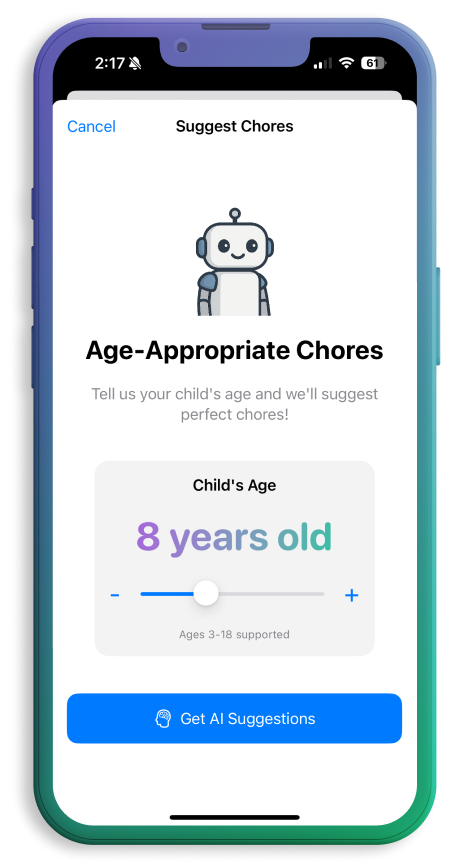 2:17
61
Cancel
Suggest Chores
Age-Appropriate Chores
Tell us your child's age and we'll suggest
perfect chores!
Child's Age
8 years old
- +
Ages 3-18 supported
Get AI Suggestions